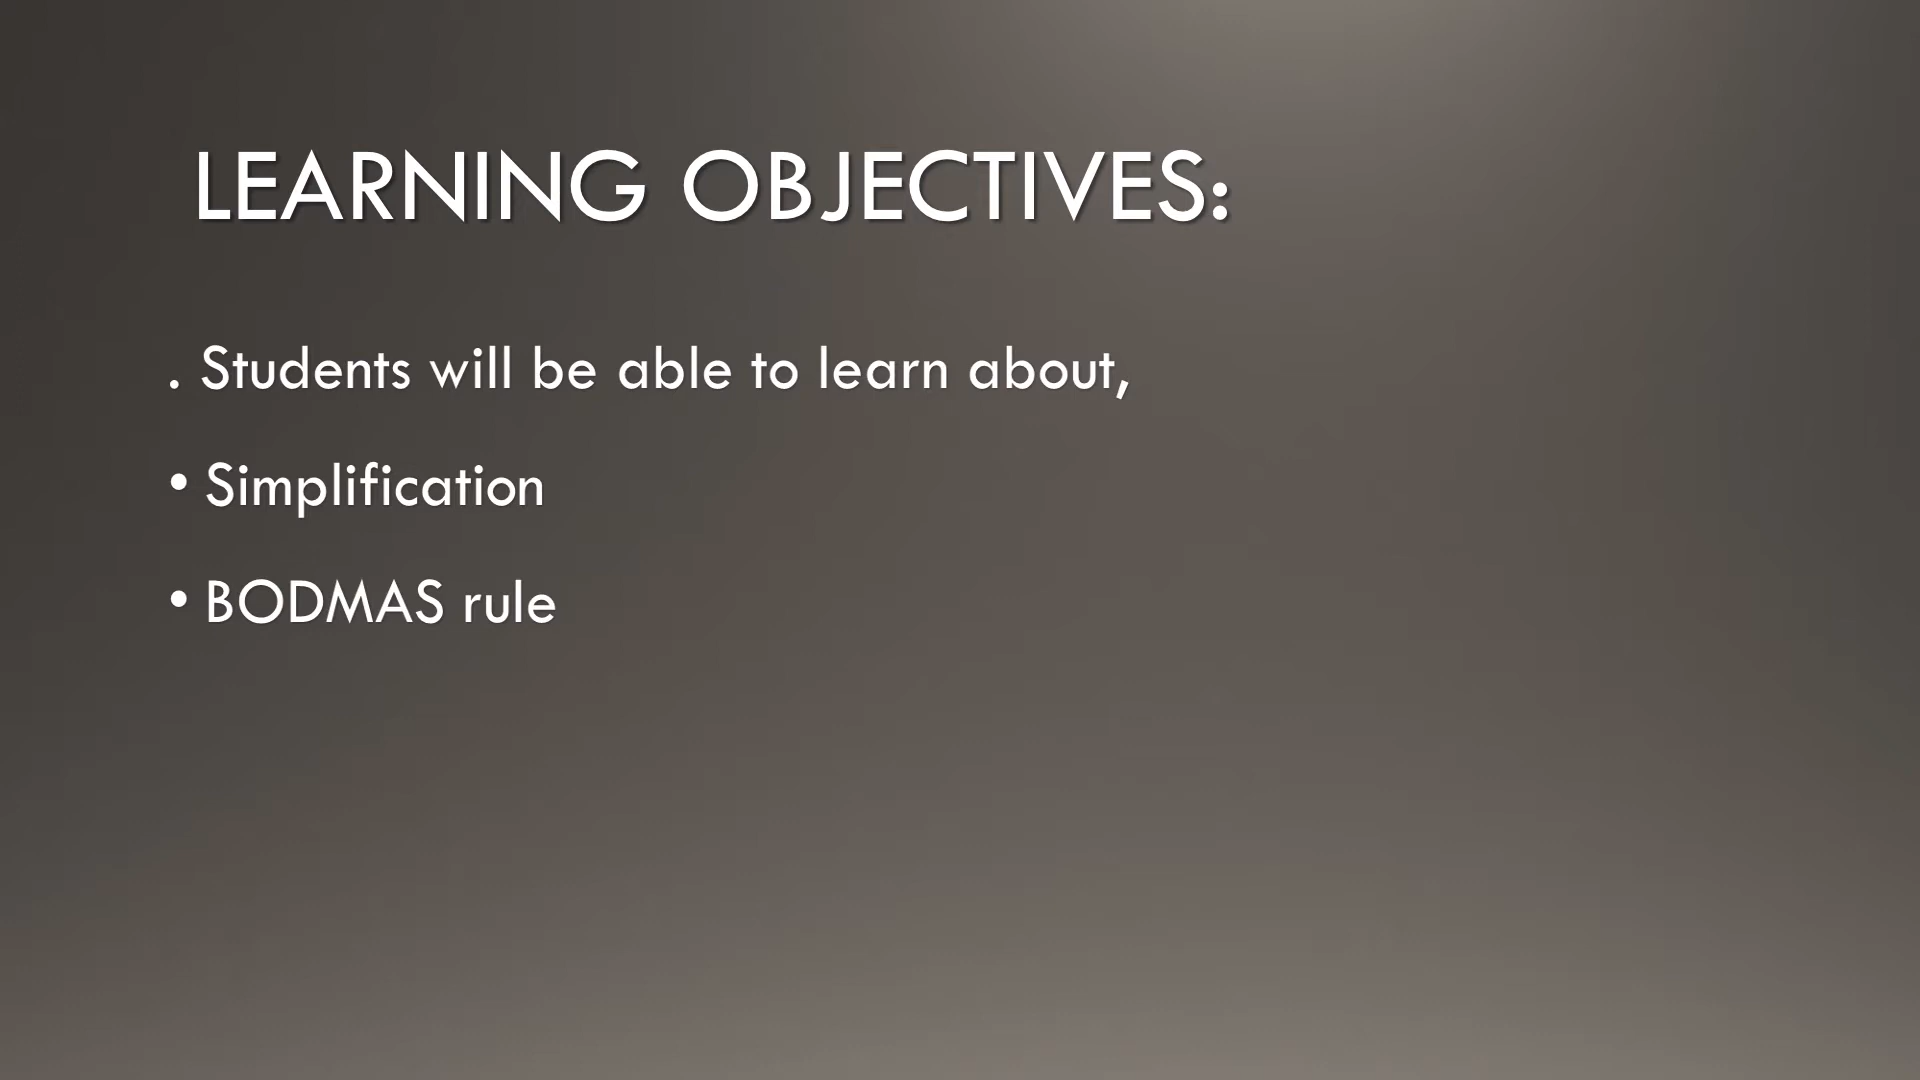 LEARNING OBJECTIVES:
. Students will be able to learn about,
• Simplification
• BODMAS rule